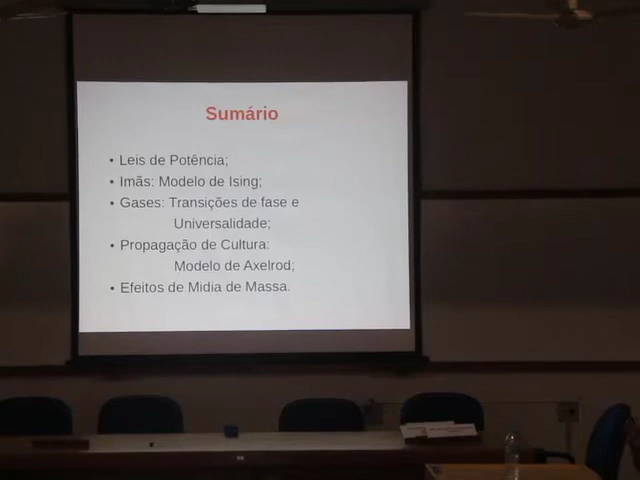 Sumário
• Leis de Potência;
• Imãs: Modelo de Ising;
• Gases: Transições de fase e
Universalidade;
• Propagação de Cultura:
Modelo de Axelrod;
• Efeitos de Midia de Massa.